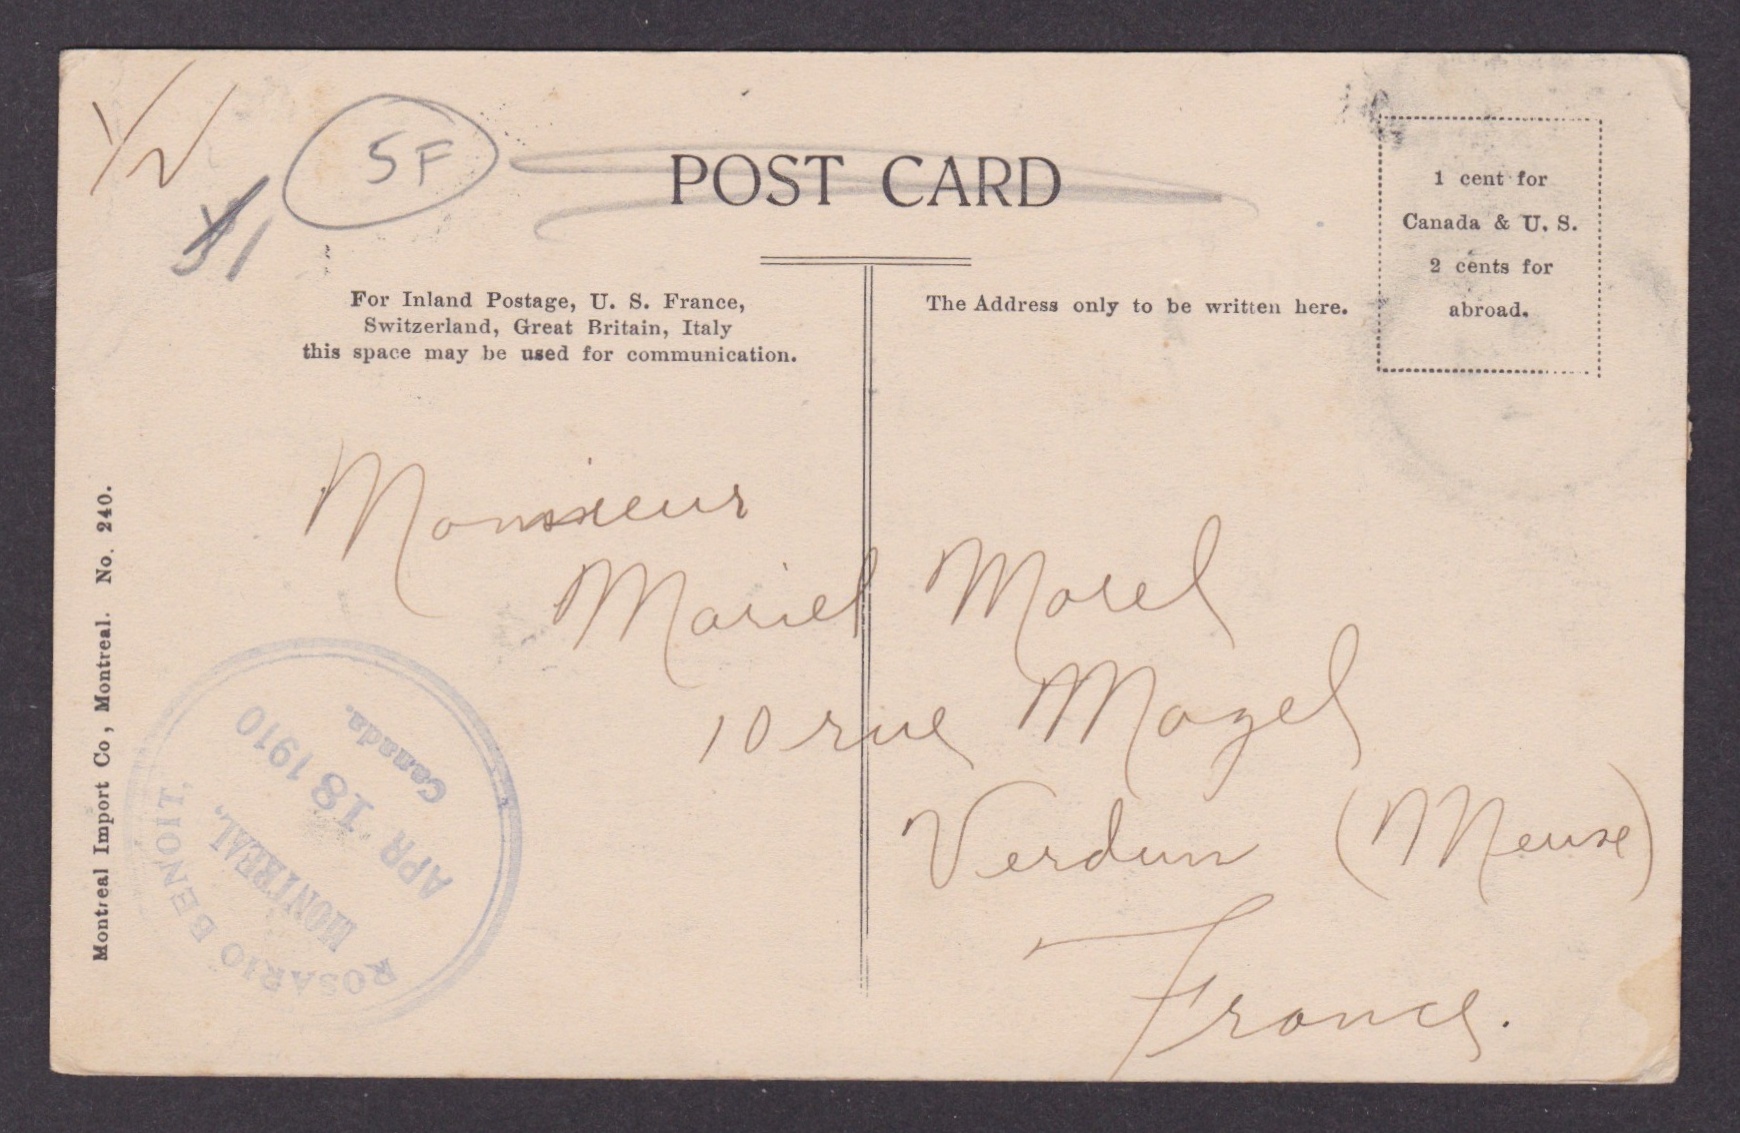 V2
5F
1
POST CARD
1 cent for
Canada & U. S.
2 cents for
abroad.
For Inland Postage, U. S. France,
Switzerland, Great Britain, Italy
this space may be used for communication.
The Address only to be written here.
Monsieur
Mariel Morel
10 rue Mazel
Verdun (Meuse)
France.
Montreal Import Co, Montreal. No. 240.
ROSARIO BENOIT,
MONTREAL,
APR 18 1910
Canada.